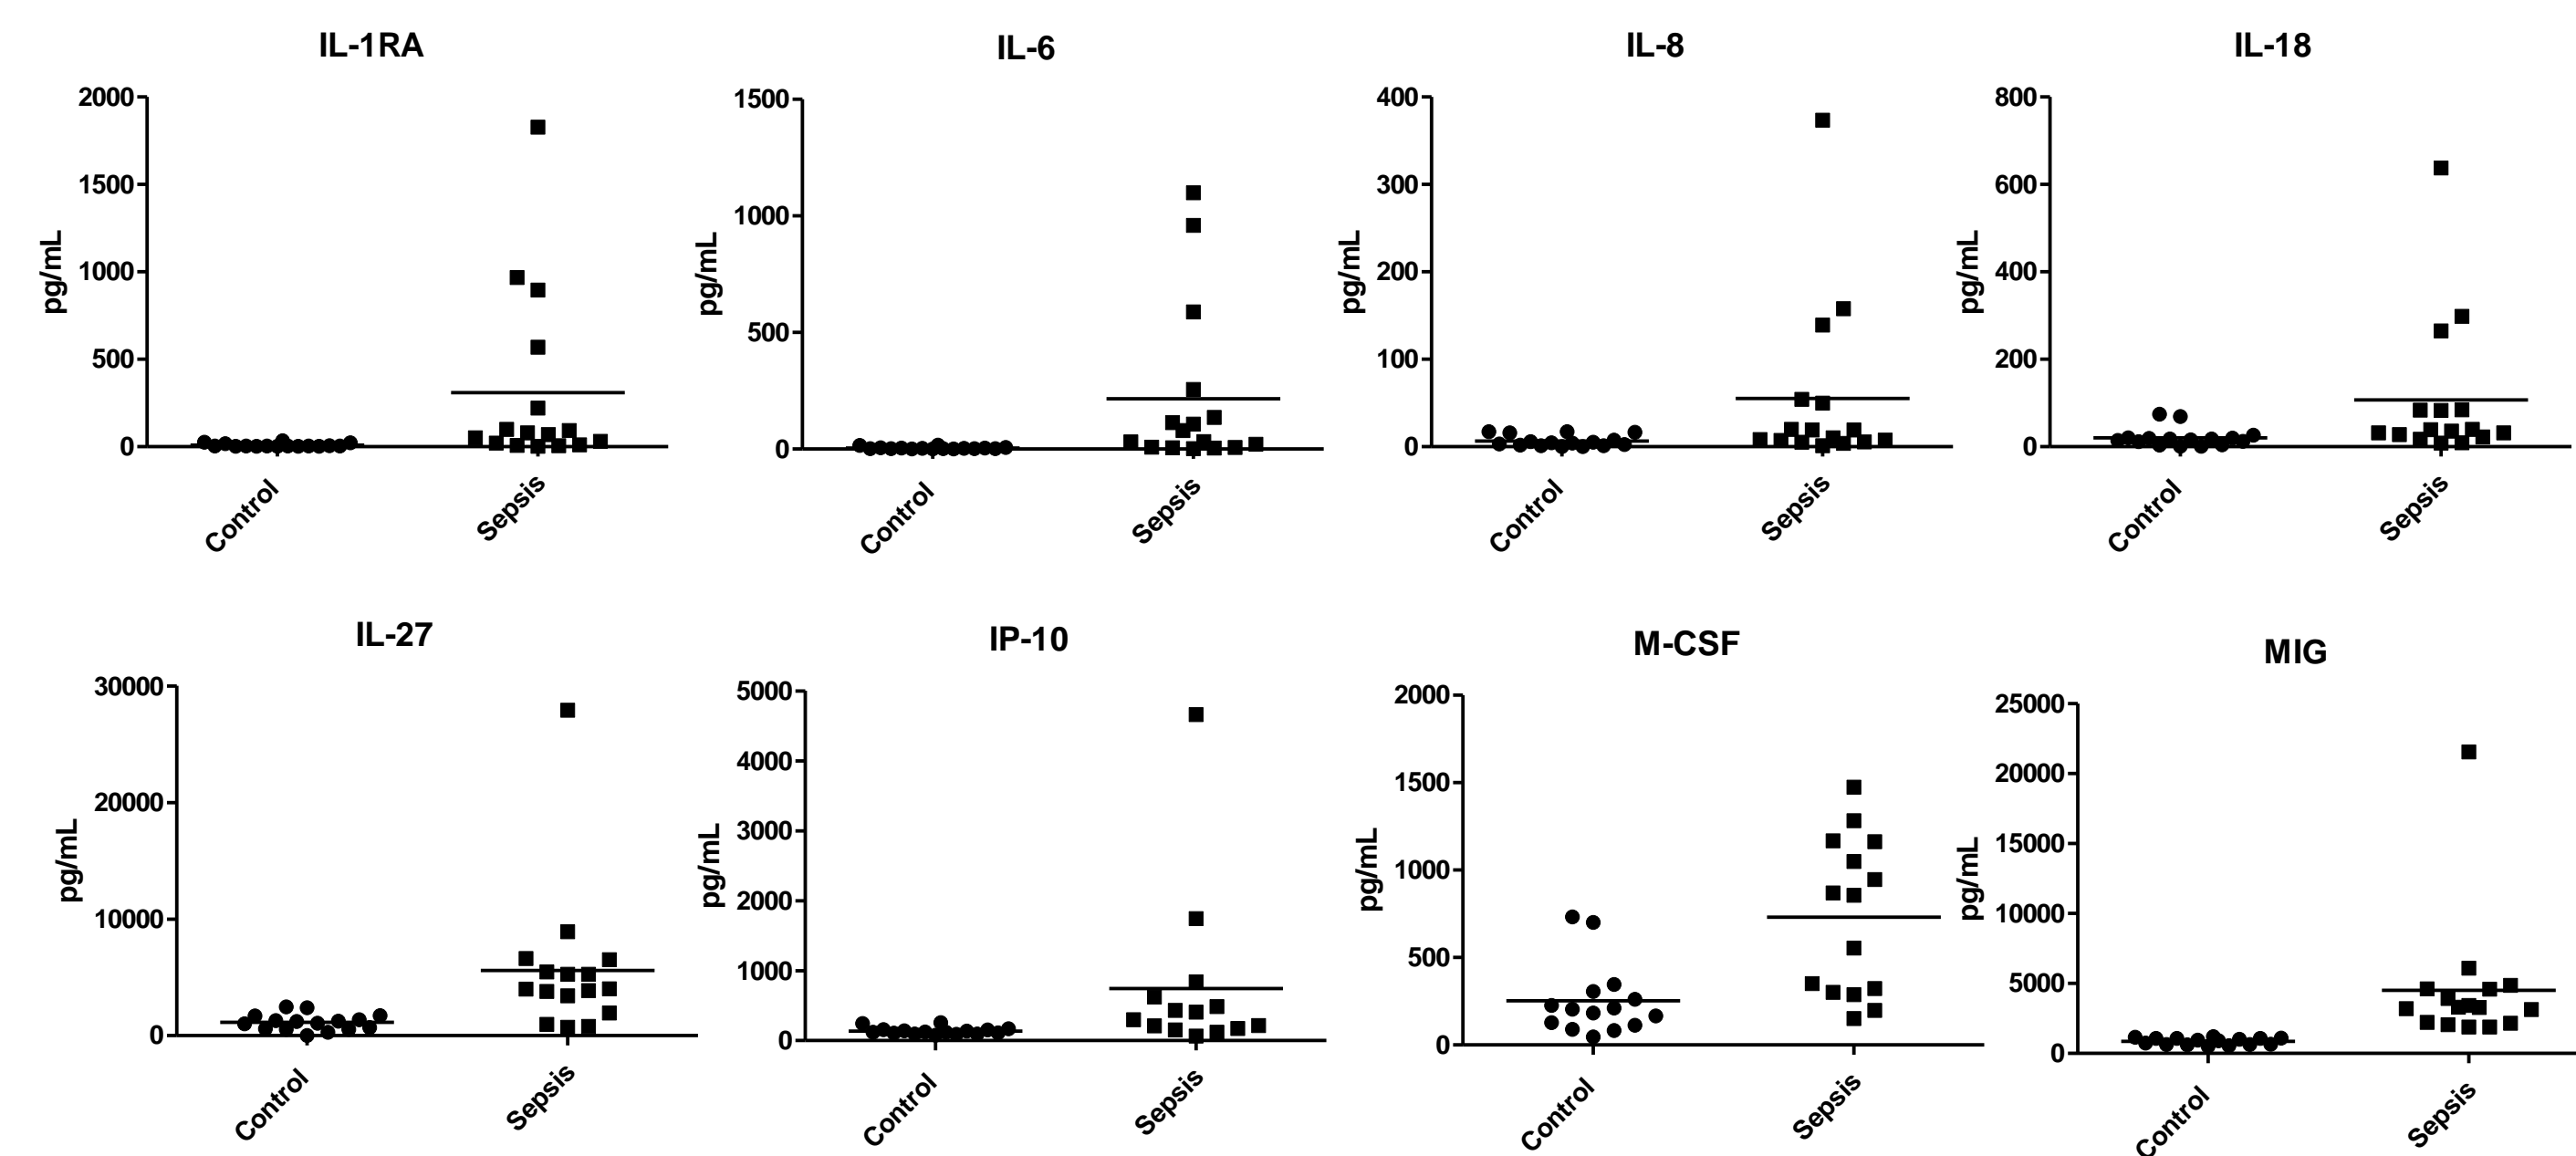 IL-1RA
pg/mL
2000
1500
1000
500
0
Control
Sepsis
IL-6
pg/mL
1500
1000
500
0
Control
Sepsis
IL-8
pg/mL
400
300
200
100
0
Control
Sepsis
IL-18
pg/mL
800
600
400
200
0
Control
Sepsis
IL-27
pg/mL
30000
20000
10000
0
Control
Sepsis
IP-10
pg/mL
5000
4000
3000
2000
1000
0
Control
Sepsis
M-CSF
pg/mL
2000
1500
1000
500
0
Control
Sepsis
MIG
pg/mL
25000
20000
15000
10000
5000
0
Control
Sepsis